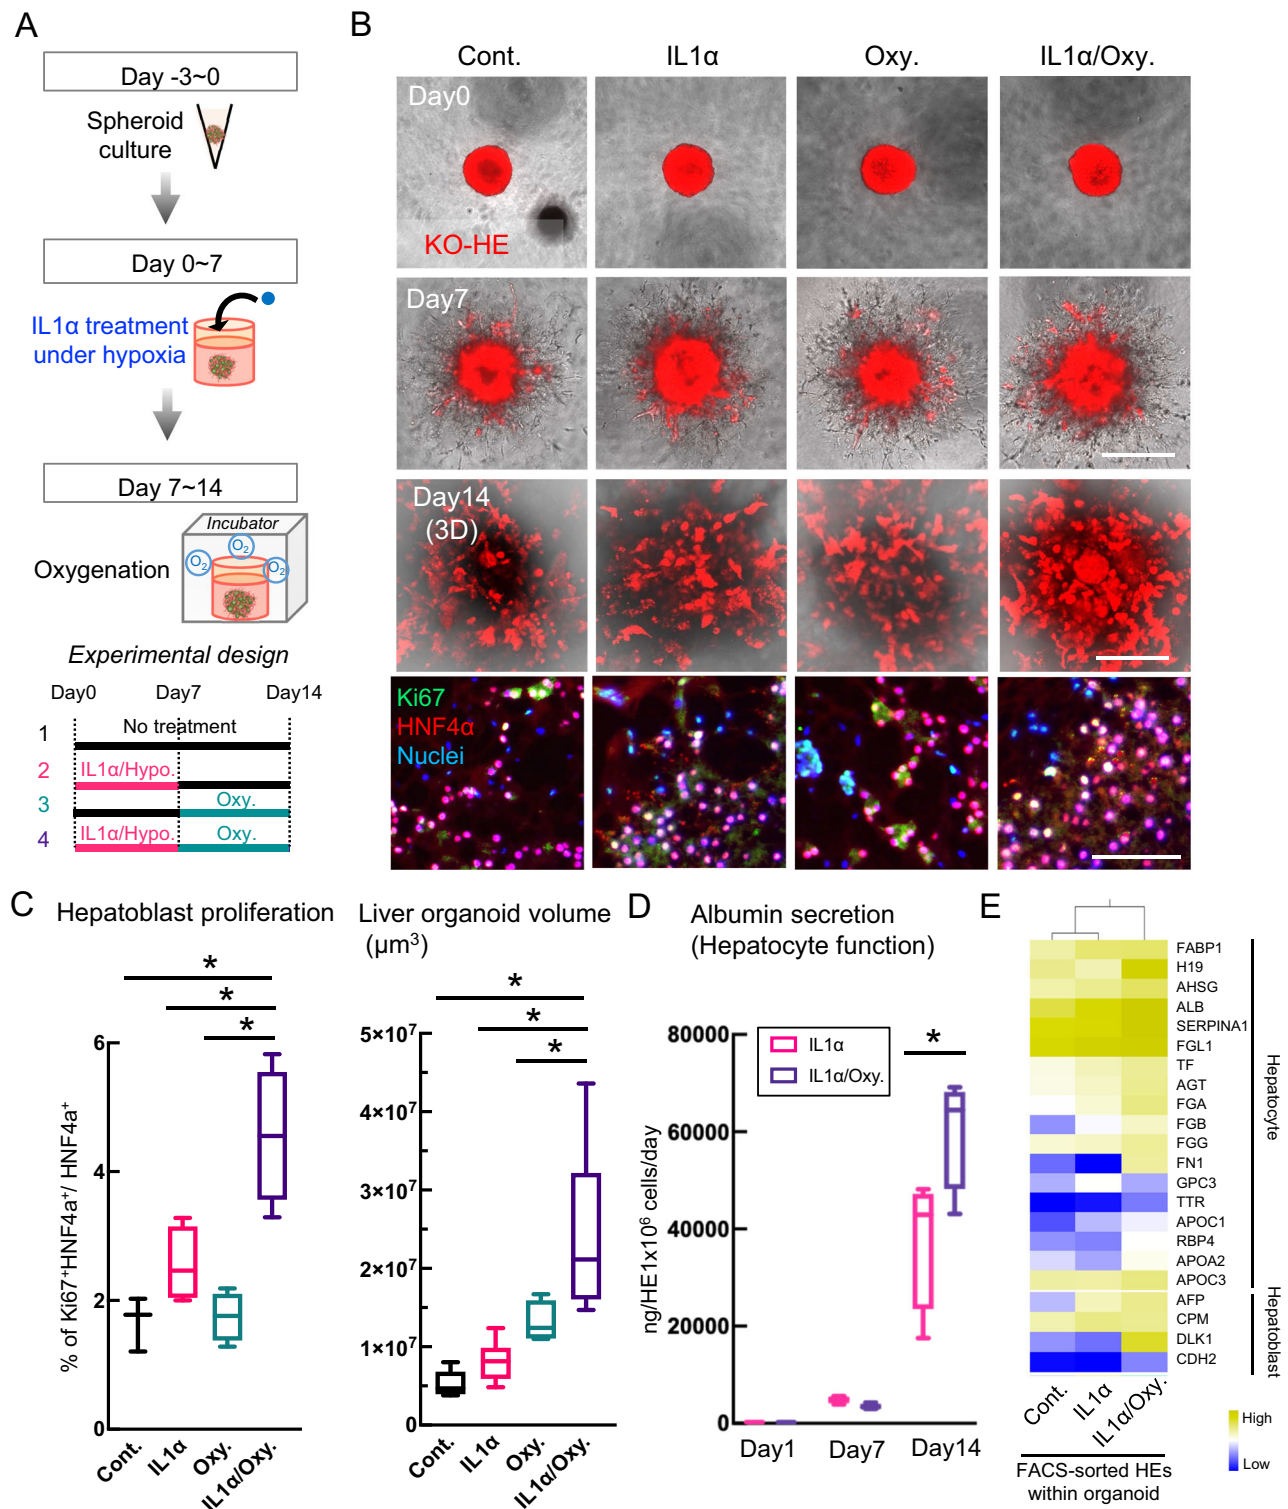 A
Day -3~0
Spheroid
culture
Day 0~7
IL1α treatment
under hypoxia
Day 7~14
Incubator
O2
O2
O2
Oxygenation
Experimental design
Day0 Day7 Day14
1 No treatment
2 IL1α/Hypo.
3 Oxy.
4 IL1α/Hypo. Oxy.
B
Cont. IL1α Oxy. IL1α/Oxy.
Day0
KO-HE
Day7
Day14
(3D)
Ki67
HNF4α
Nuclei
C
Hepatoblast proliferation
*
*
*
% of Ki67⁺HNF4a⁺/ HNF4a⁺
6
4
2
0
Cont. IL1α Oxy. IL1α/Oxy.
Liver organoid volume
(μm³)
*
*
*
5×10⁷
4×10⁷
3×10⁷
2×10⁷
1×10⁷
0
Cont. IL1α Oxy. IL1α/Oxy.
D
Albumin secretion
(Hepatocyte function)
ng/HE1x10⁶ cells/day
80000
60000
40000
20000
0
IL1α
IL1α/Oxy.
*
Day1 Day7 Day14
E
FABP1
H19
AHSG
ALB
SERPINA1
FGL1
TF
AGT
FGA
FGB
FGG
FN1
GPC3
TTR
APOC1
RBP4
APOA2
APOC3
AFP
CPM
DLK1
CDH2
Hepatocyte
Hepatoblast
Cont. IL1α IL1α/Oxy.
FACS-sorted HEs
within organoid
High
Low